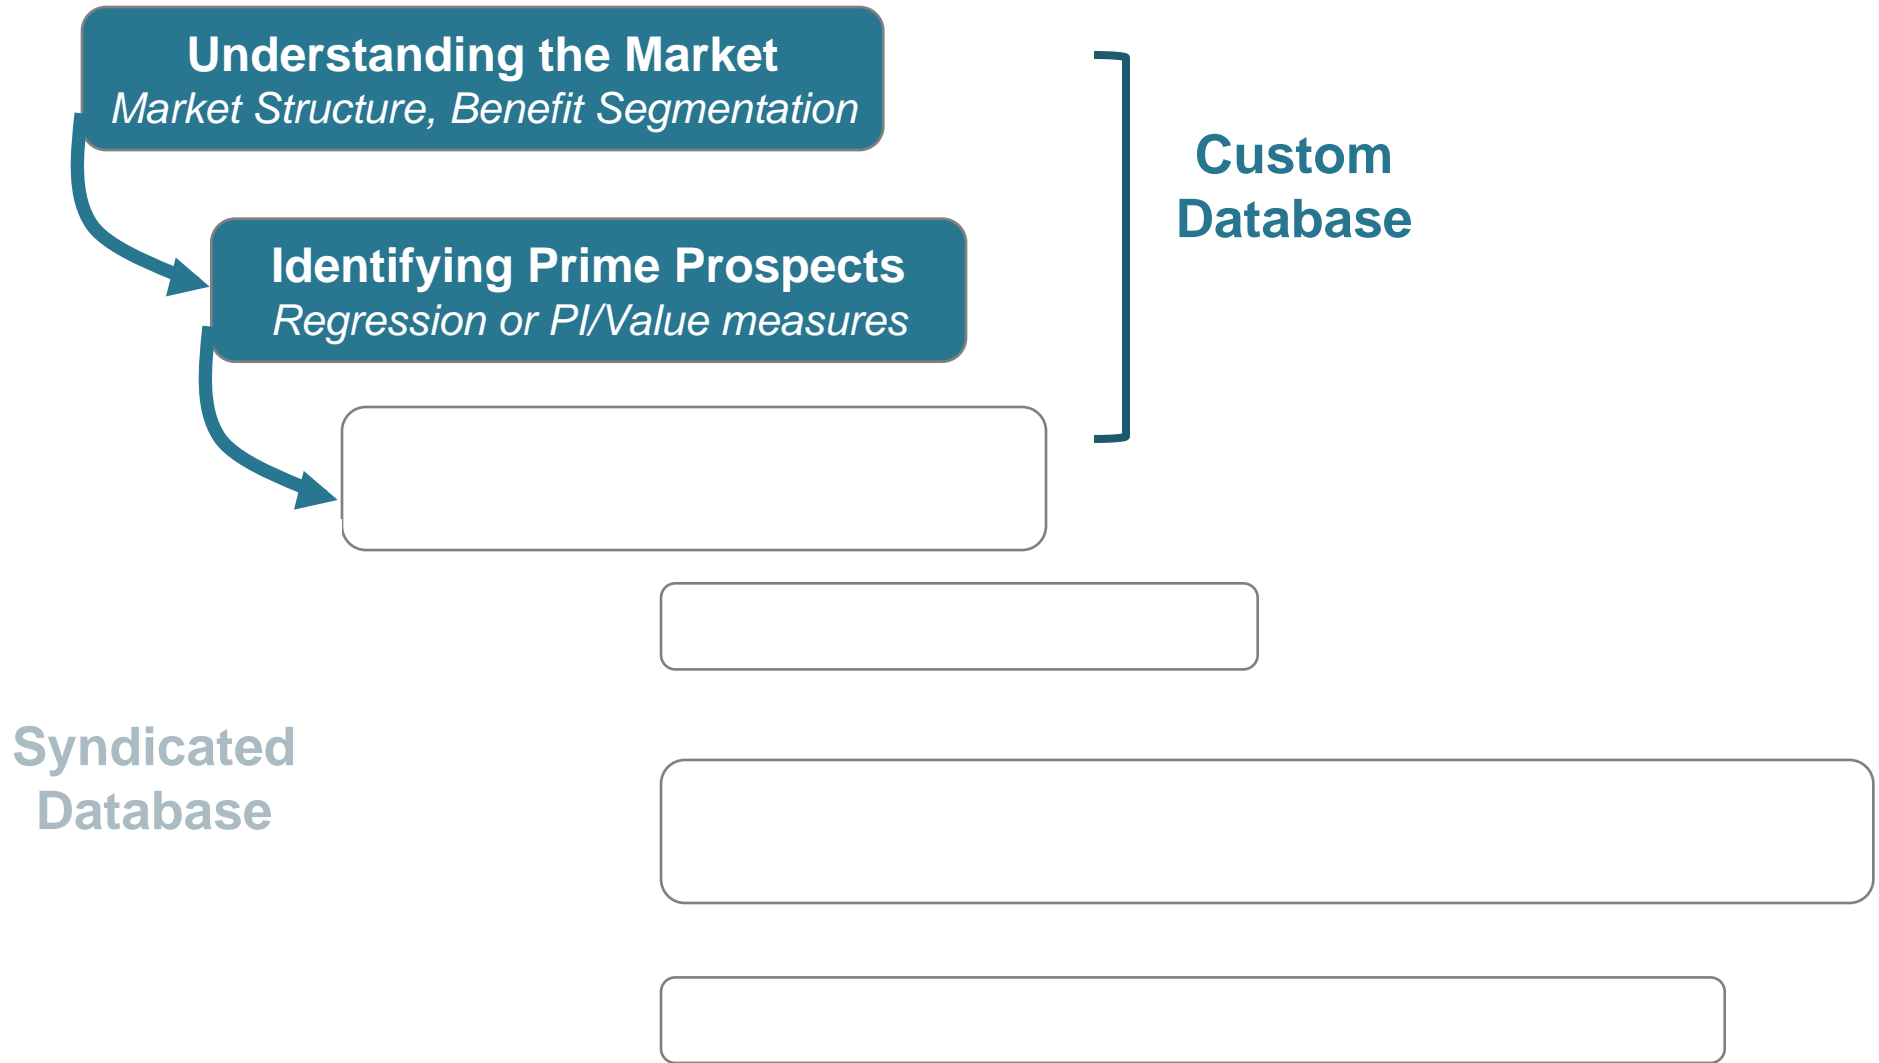 Understanding the Market
Market Structure, Benefit Segmentation
Custom
Database
Identifying Prime Prospects
Regression or PI/Value measures
Syndicated
Database